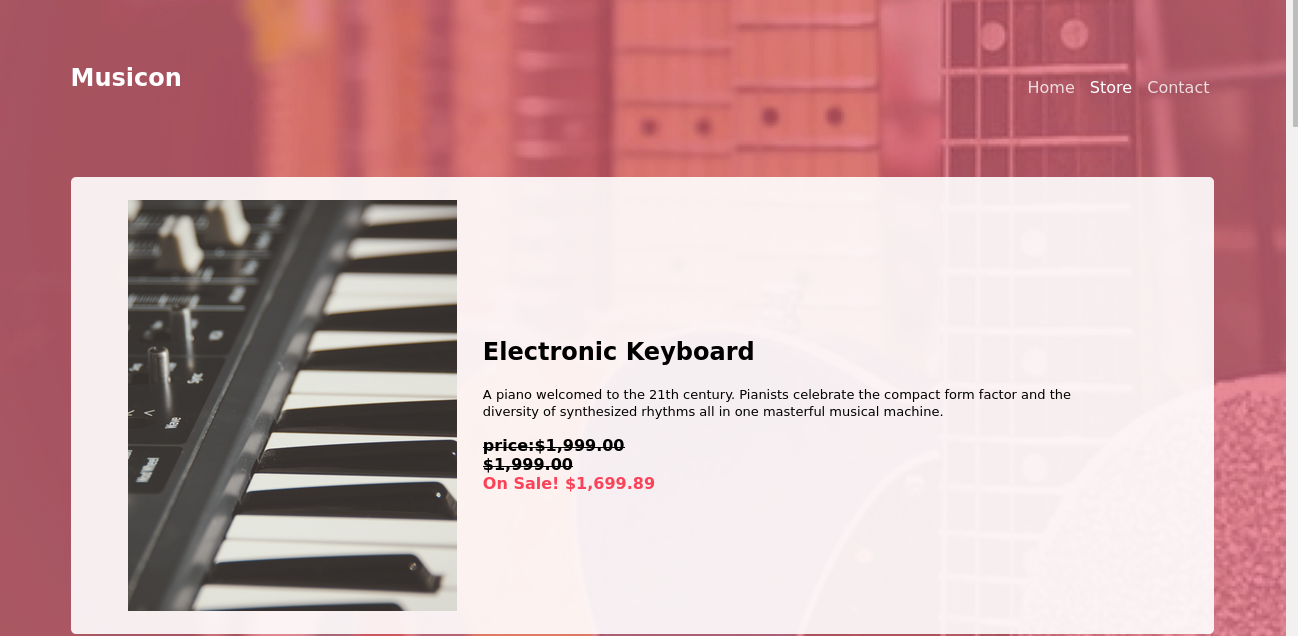 Musicon
Home Store Contact
Electronic Keyboard
A piano welcomed to the 21th century. Pianists celebrate the compact form factor and the
diversity of synthesized rhythms all in one masterful musical machine.
price:$1,999.00
$1,999.00
On Sale! $1,699.89